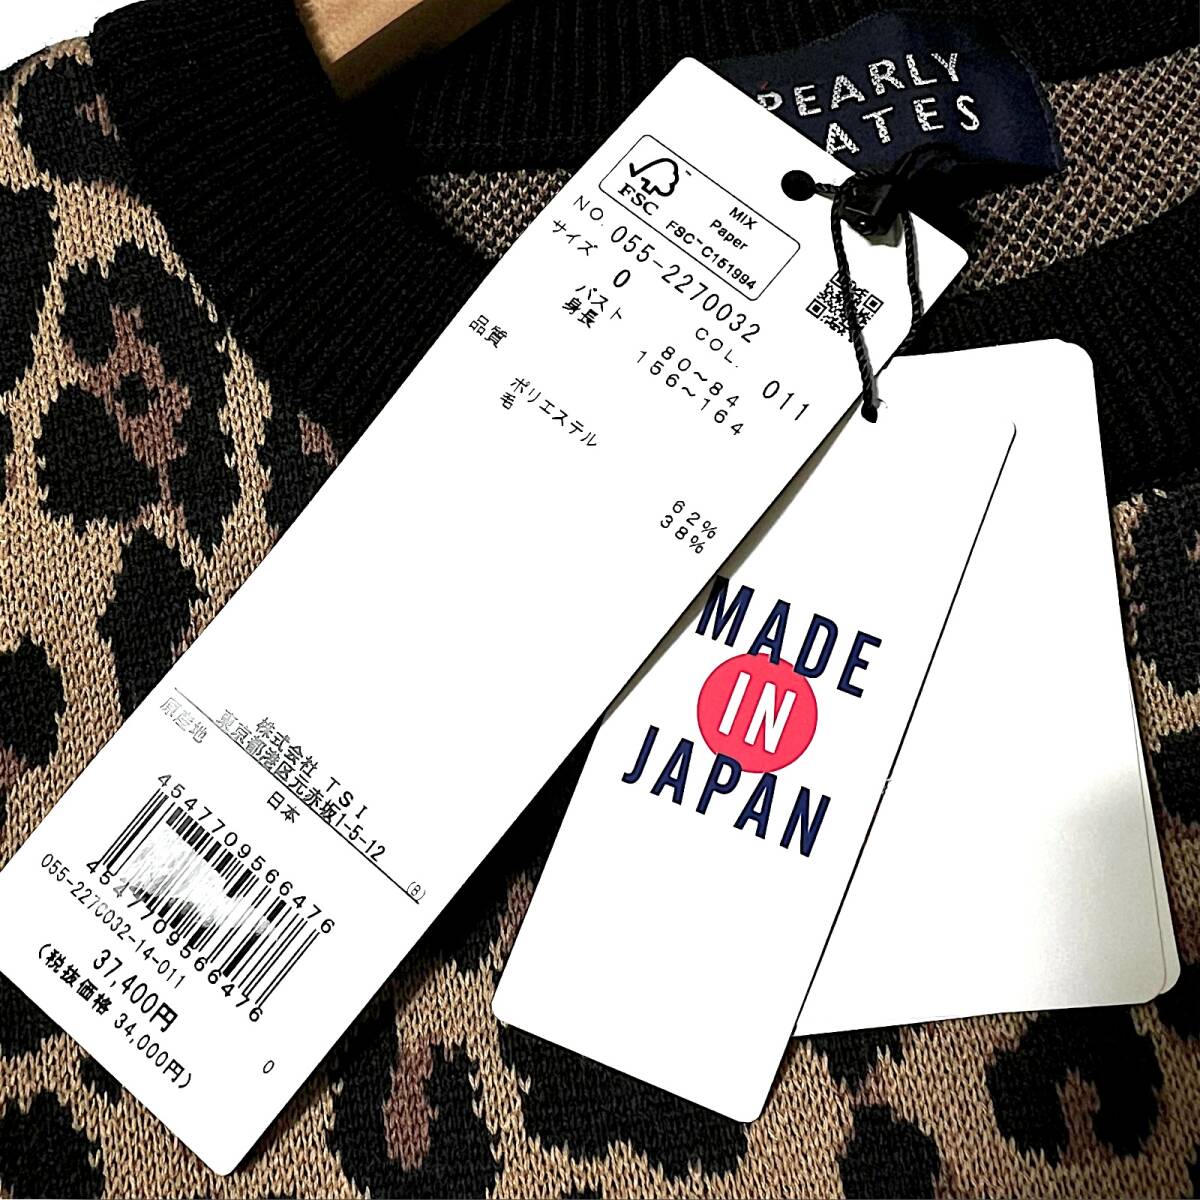 PEARLY
ATES
FSC
MIX
Paper
FSC™ C151994
NO. 055-2270032
サイズ 0 COL. 011
バスト 80～84
身長 156～164
品質
ポリエステル 62%
毛 38%
株式会社 TSI
東京都港区元赤坂1-5-12
(8)
原産地 日本
4547709566476
4547709566476
055-2270032-14-011
37,400円
(税抜価格 34,000円)
0
MADE
IN
JAPAN